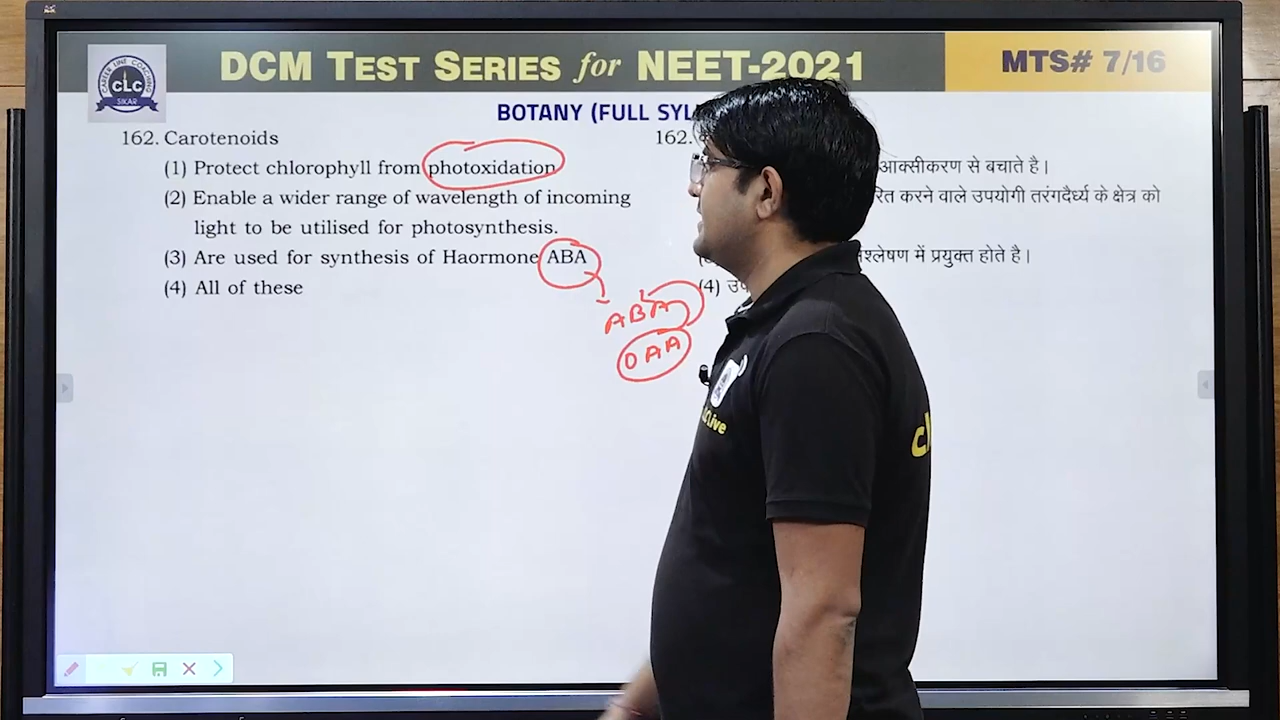 DCM TEST SERIES for NEET-2021
MTS# 7/16
CAREER LINE COACHING
CLC
SIKAR
BOTANY (FULL SYL
162. Carotenoids
(1) Protect chlorophyll from photoxidation
(2) Enable a wider range of wavelength of incoming
light to be utilised for photosynthesis.
(3) Are used for synthesis of Haormone ABA
(4) All of these
ABA
OAA
162.
आक्सीकरण से बचाते है।
रित करने वाले उपयोगी तरंगदैर्ध्य के क्षेत्र को
श्लेषण में प्रयुक्त होते है।
(4) उप
Live
cl